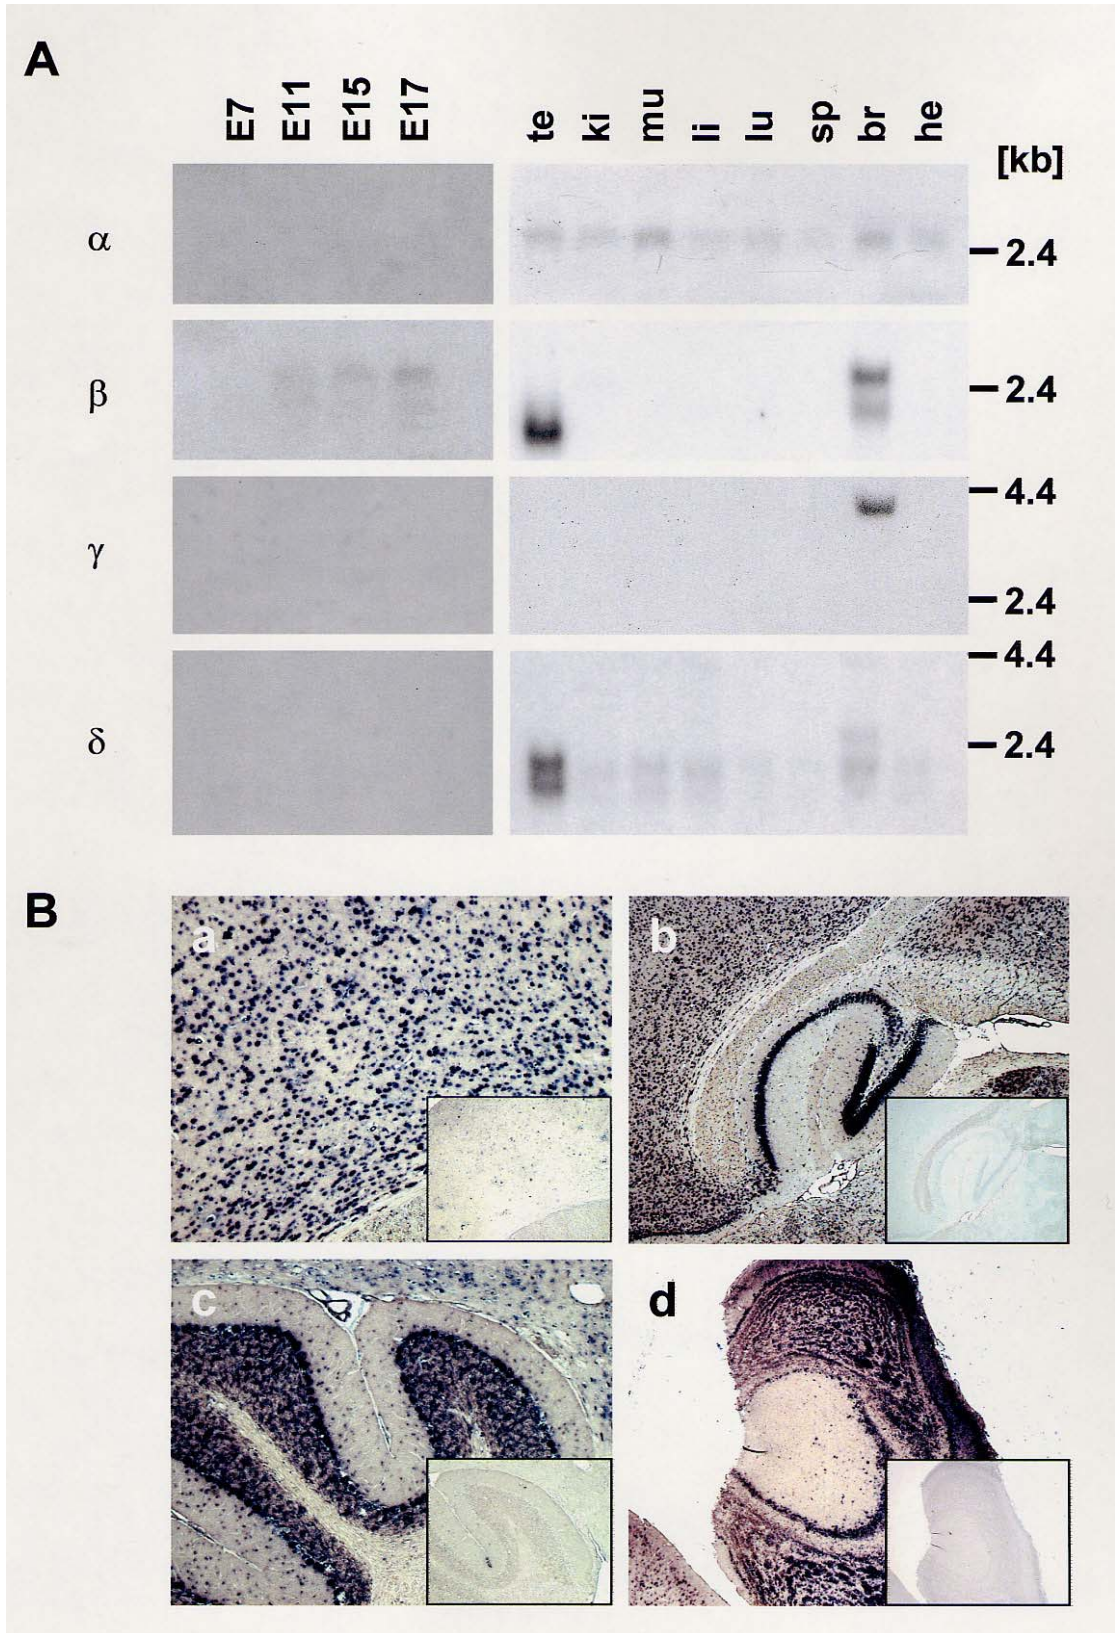 A
E7 E11 E15 E17 te ki mu li lu sp br he
[kb]
α 2.4
β 2.4
γ 4.4
2.4
δ 4.4
2.4
B
a b
c d